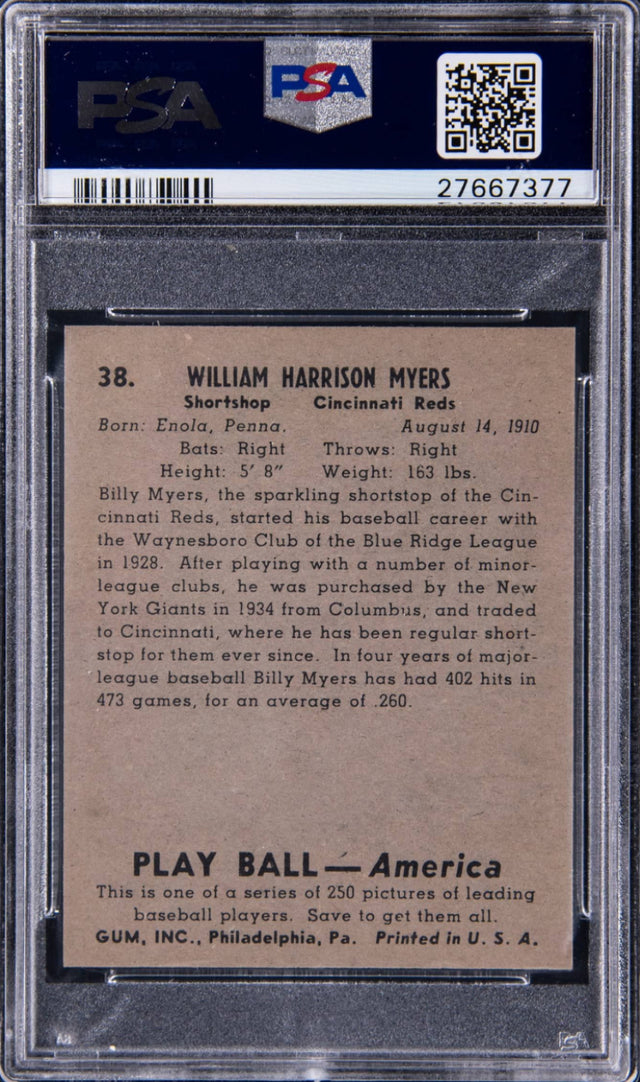 PSA
PSA
27667377
38. WILLIAM HARRISON MYERS
Shortshop Cincinnati Reds
Born: Enola, Penna. August 14, 1910
Bats: Right Throws: Right
Height: 5' 8" Weight: 163 lbs.
Billy Myers, the sparkling shortstop of the Cin-
cinnati Reds, started his baseball career with
the Waynesboro Club of the Blue Ridge League
in 1928. After playing with a number of minor-
league clubs, he was purchased by the New
York Giants in 1934 from Columbus, and traded
to Cincinnati, where he has been regular short-
stop for them ever since. In four years of major-
league baseball Billy Myers has had 402 hits in
473 games, for an average of .260.
PLAY BALL — America
This is one of a series of 250 pictures of leading
baseball players. Save to get them all.
GUM, INC., Philadelphia, Pa. Printed in U. S. A.
PSA